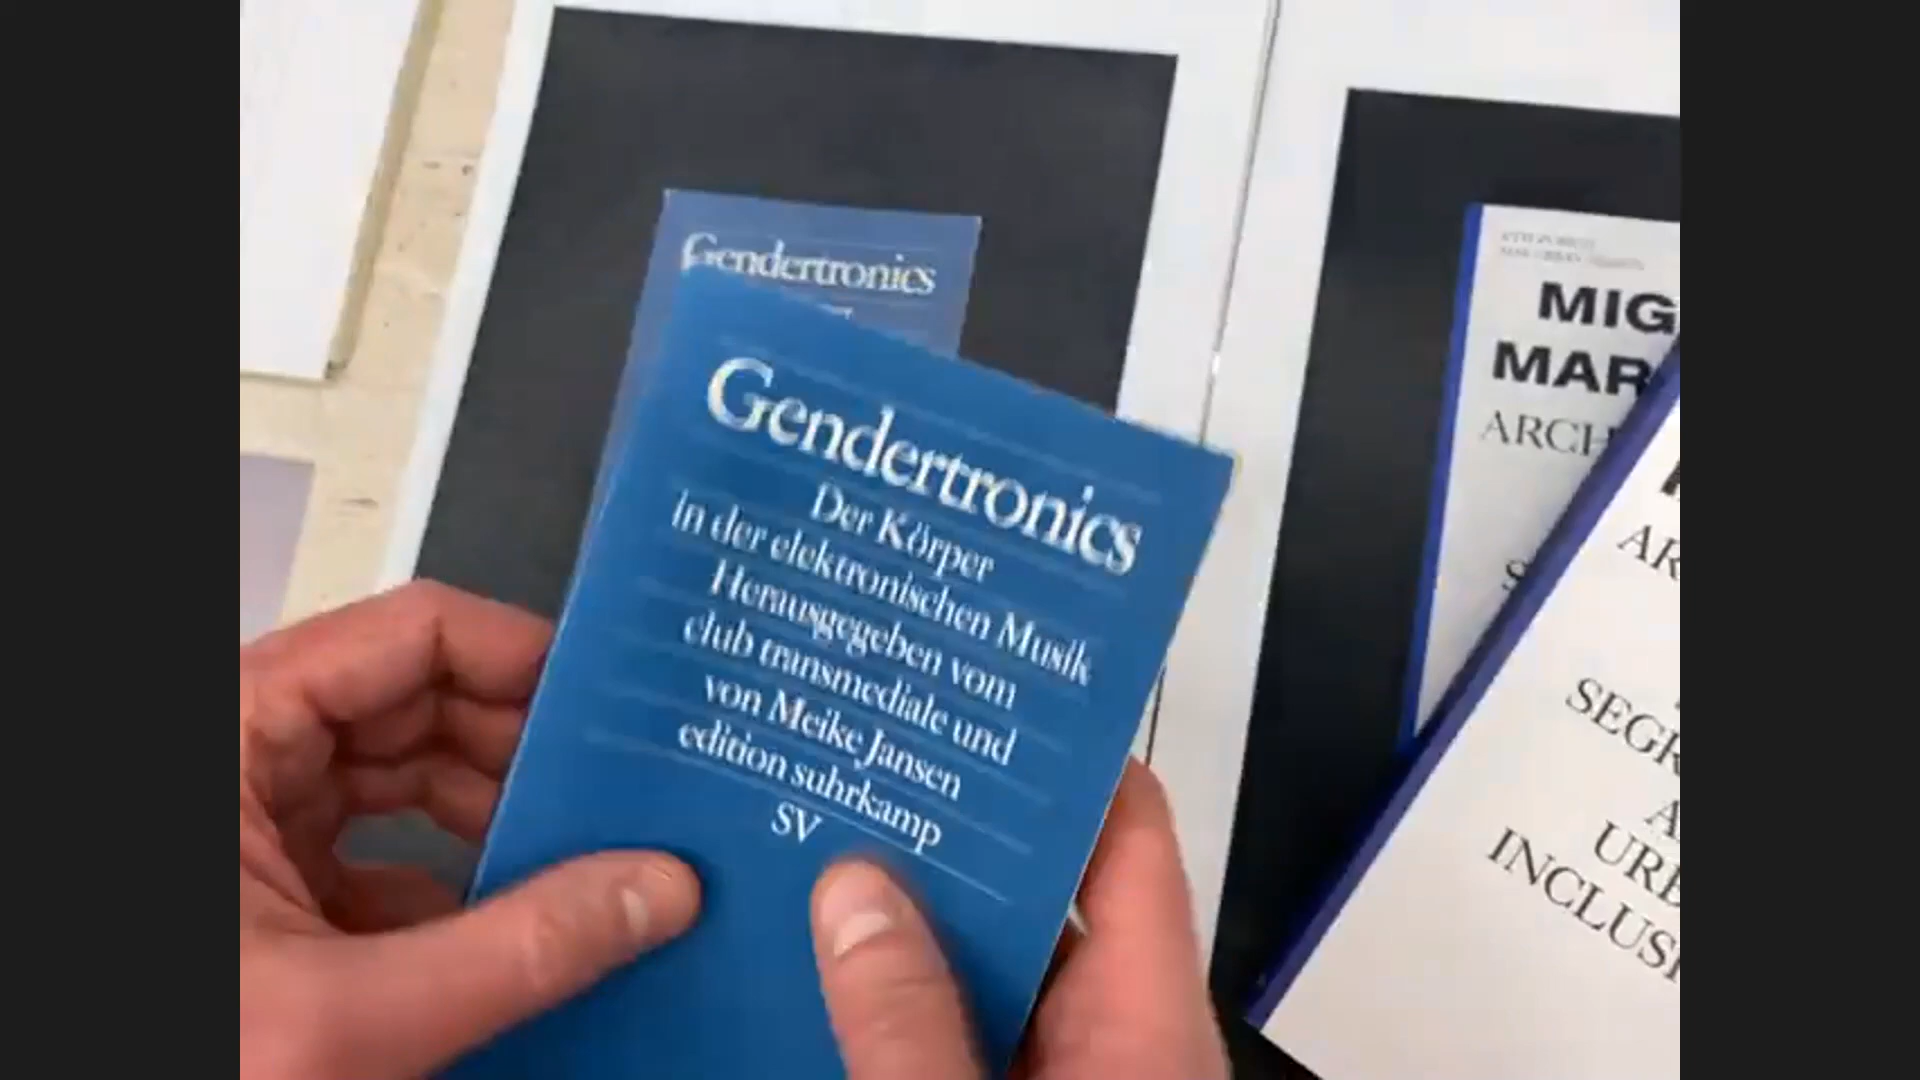 Gendertronics
Gendertronics
Der Körper
in der elektronischen Musik
Herausgegeben vom
club transmediale und
von Meike Jansen
edition suhrkamp
SV
MIG
MAR
ARCH
S
AR
SEGR
A
URB
INCLUSI